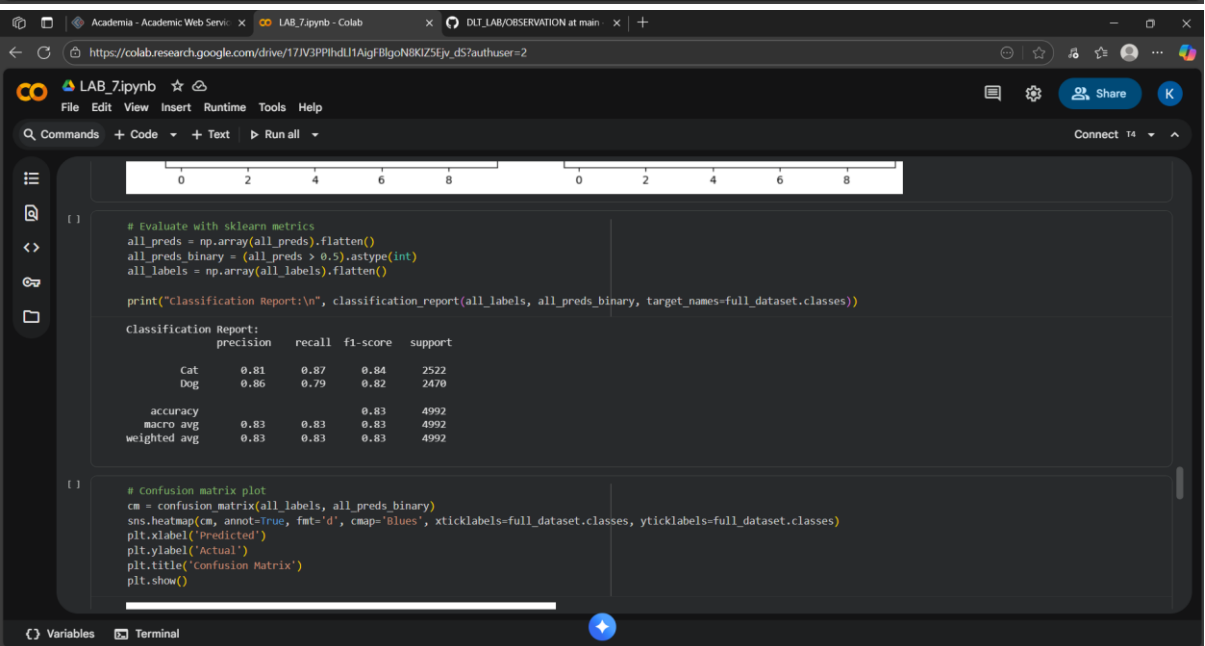 Academia - Academic Web Servic
LAB_7.ipynb - Colab
DLT_LAB/OBSERVATION at main
https://colab.research.google.com/drive/17JV3PPIhdLl1AigFBlgoN8KIZ5Ejv_dS?authuser=2
CO LAB_7.ipynb
Share
K
File Edit View Insert Runtime Tools Help
Commands + Code + Text Run all
Connect T4
0 2 4 6 8 0 2 4 6 8
[ ]
# Evaluate with sklearn metrics
all_preds = np.array(all_preds).flatten()
all_preds_binary = (all_preds > 0.5).astype(int)
all_labels = np.array(all_labels).flatten()
print("Classification Report:\n", classification_report(all_labels, all_preds_binary, target_names=full_dataset.classes))
Classification Report:
precision recall f1-score support
Cat 0.81 0.87 0.84 2522
Dog 0.86 0.79 0.82 2470
accuracy 0.83 4992
macro avg 0.83 0.83 0.83 4992
weighted avg 0.83 0.83 0.83 4992
[ ]
# Confusion matrix plot
cm = confusion_matrix(all_labels, all_preds_binary)
sns.heatmap(cm, annot=True, fmt='d', cmap='Blues', xticklabels=full_dataset.classes, yticklabels=full_dataset.classes)
plt.xlabel('Predicted')
plt.ylabel('Actual')
plt.title('Confusion Matrix')
plt.show()
{} Variables Terminal